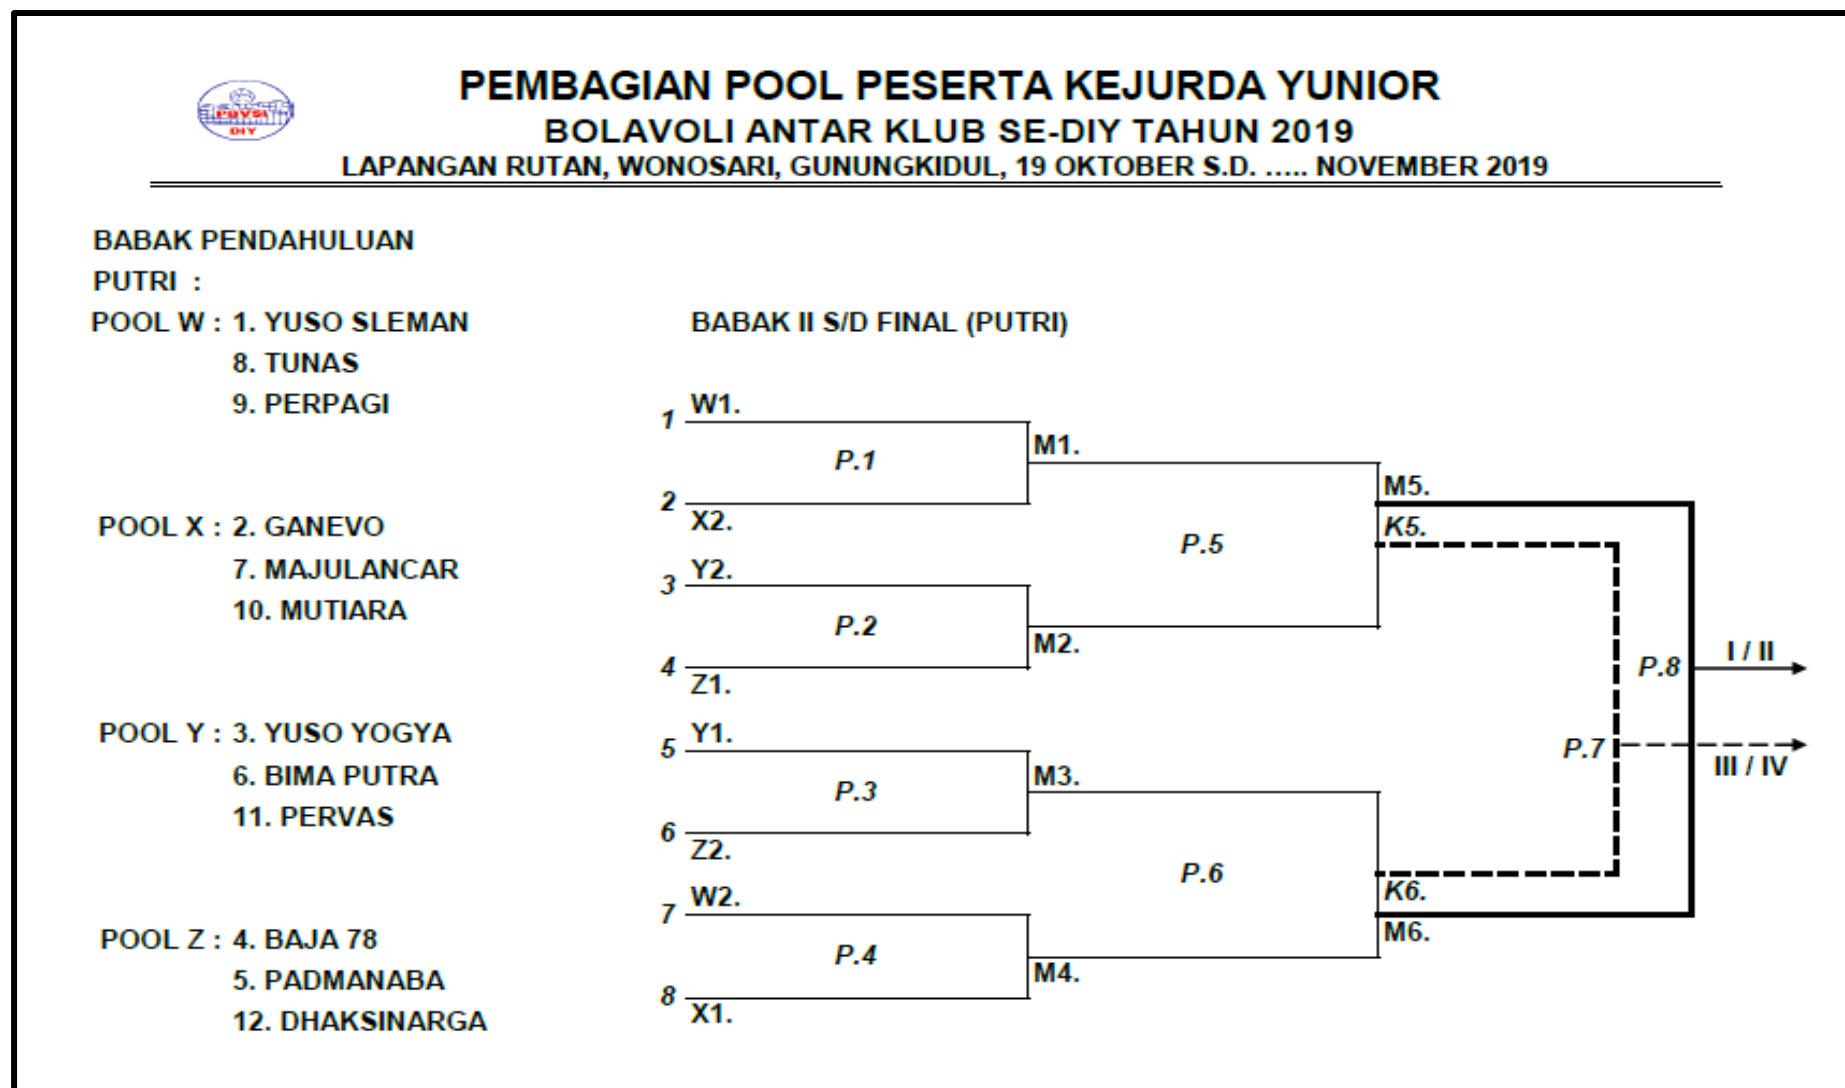 PBVSI
DIY
PEMBAGIAN POOL PESERTA KEJURDA YUNIOR
BOLAVOLI ANTAR KLUB SE-DIY TAHUN 2019
LAPANGAN RUTAN, WONOSARI, GUNUNGKIDUL, 19 OKTOBER S.D. ..... NOVEMBER 2019
BABAK PENDAHULUAN
PUTRI :
POOL W : 1. YUSO SLEMAN
8. TUNAS
9. PERPAGI
POOL X : 2. GANEVO
7. MAJULANCAR
10. MUTIARA
POOL Y : 3. YUSO YOGYA
6. BIMA PUTRA
11. PERVAS
POOL Z : 4. BAJA 78
5. PADMANABA
12. DHAKSINARGA
BABAK II S/D FINAL (PUTRI)
1 W1.
P.1
2 X2.
M1.
3 Y2.
P.2
4 Z1.
M2.
5 Y1.
P.3
6 Z2.
M3.
7 W2.
P.4
8 X1.
M4.
P.5
M5.
K5.
P.6
K6.
M6.
P.8
I / II
P.7
III / IV